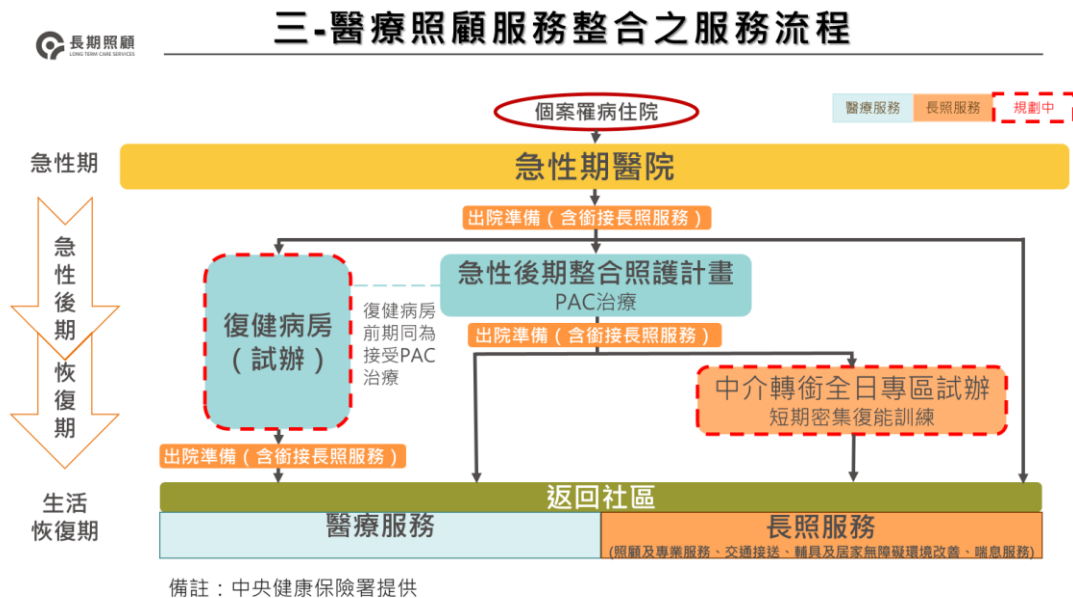 三-醫療照顧服務整合之服務流程
長期照顧
LONG TERM CARE SERVICES
個案罹病住院
醫療服務
長照服務
規劃中
急性期
急性期醫院
出院準備（含銜接長照服務）
急性後期
急性後期整合照護計畫
PAC治療
復健病房
（試辦）
復健病房
前期同為
接受PAC
治療
出院準備（含銜接長照服務）
恢復期
中介轉銜全日專區試辦
短期密集復能訓練
出院準備（含銜接長照服務）
生活
恢復期
返回社區
醫療服務
長照服務
(照顧及專業服務、交通接送、輔具及居家無障礙環境改善、喘息服務)
備註：中央健康保險署提供